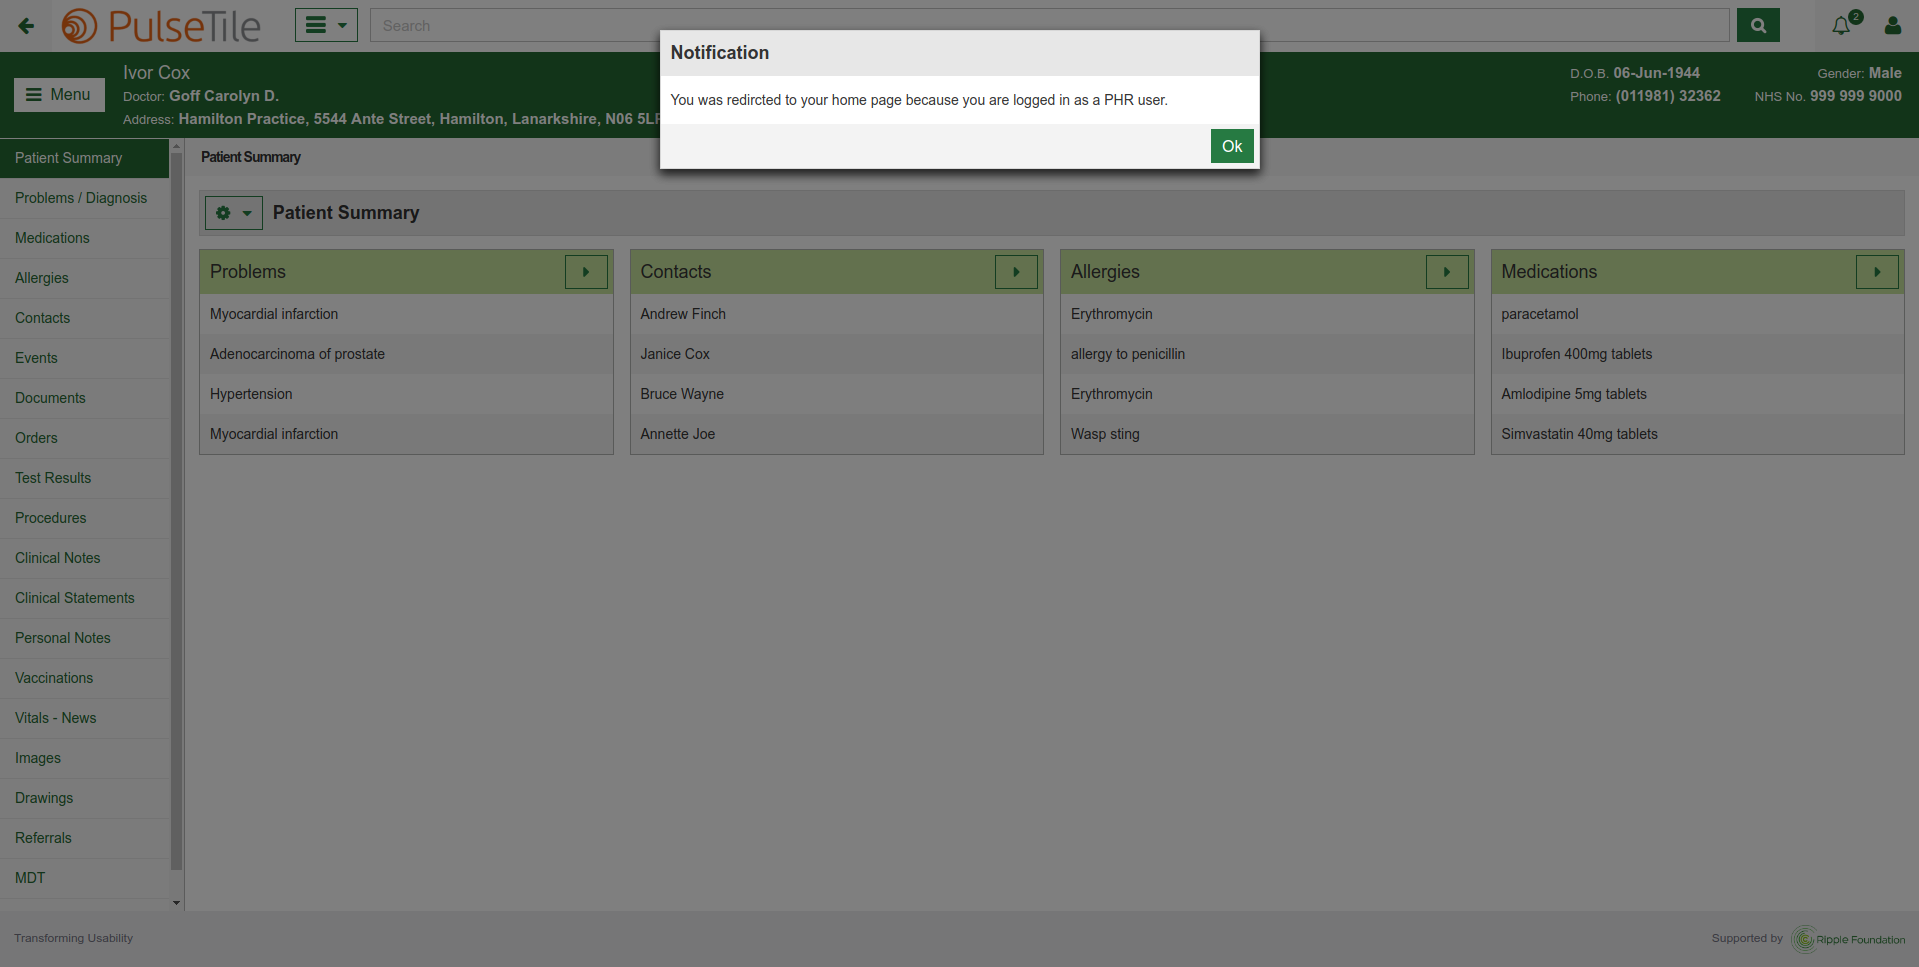 PulseTile
Search
2
Notification
You was redircted to your home page because you are logged in as a PHR user.
Ok
Menu
Ivor Cox
Doctor: Goff Carolyn D.
Address: Hamilton Practice, 5544 Ante Street, Hamilton, Lanarkshire, N06 5LP
D.O.B. 06-Jun-1944
Gender: Male
Phone: (011981) 32362
NHS No. 999 999 9000
Patient Summary
Problems / Diagnosis
Medications
Allergies
Contacts
Events
Documents
Orders
Test Results
Procedures
Clinical Notes
Clinical Statements
Personal Notes
Vaccinations
Vitals - News
Images
Drawings
Referrals
MDT
Patient Summary
Patient Summary
Problems
Myocardial infarction
Adenocarcinoma of prostate
Hypertension
Myocardial infarction
Contacts
Andrew Finch
Janice Cox
Bruce Wayne
Annette Joe
Allergies
Erythromycin
allergy to penicillin
Erythromycin
Wasp sting
Medications
paracetamol
Ibuprofen 400mg tablets
Amlodipine 5mg tablets
Simvastatin 40mg tablets
Transforming Usability
Supported by
Ripple Foundation